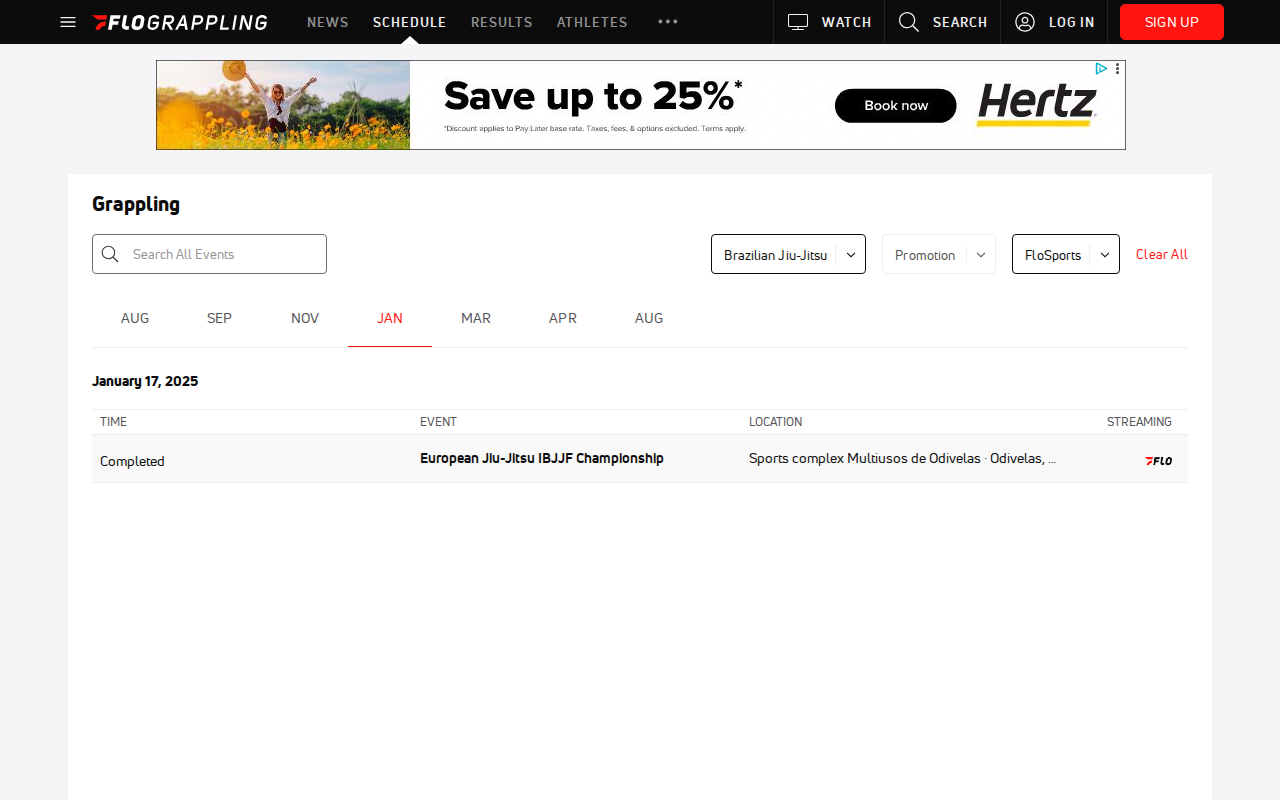 FLOGRAPPLING NEWS SCHEDULE RESULTS ATHLETES WATCH SEARCH LOG IN SIGN UP
Save up to 25%*
*Discount applies to Pay Later base rate. Taxes, fees, & options excluded. Terms apply.
Book now
Hertz
Grappling
Search All Events
Brazilian Jiu-Jitsu
Promotion
FloSports
Clear All
AUG SEP NOV JAN MAR APR AUG
January 17, 2025
TIME EVENT LOCATION STREAMING
Completed European Jiu-Jitsu IBJJF Championship Sports complex Multiusos de Odivelas · Odivelas, ... FLO